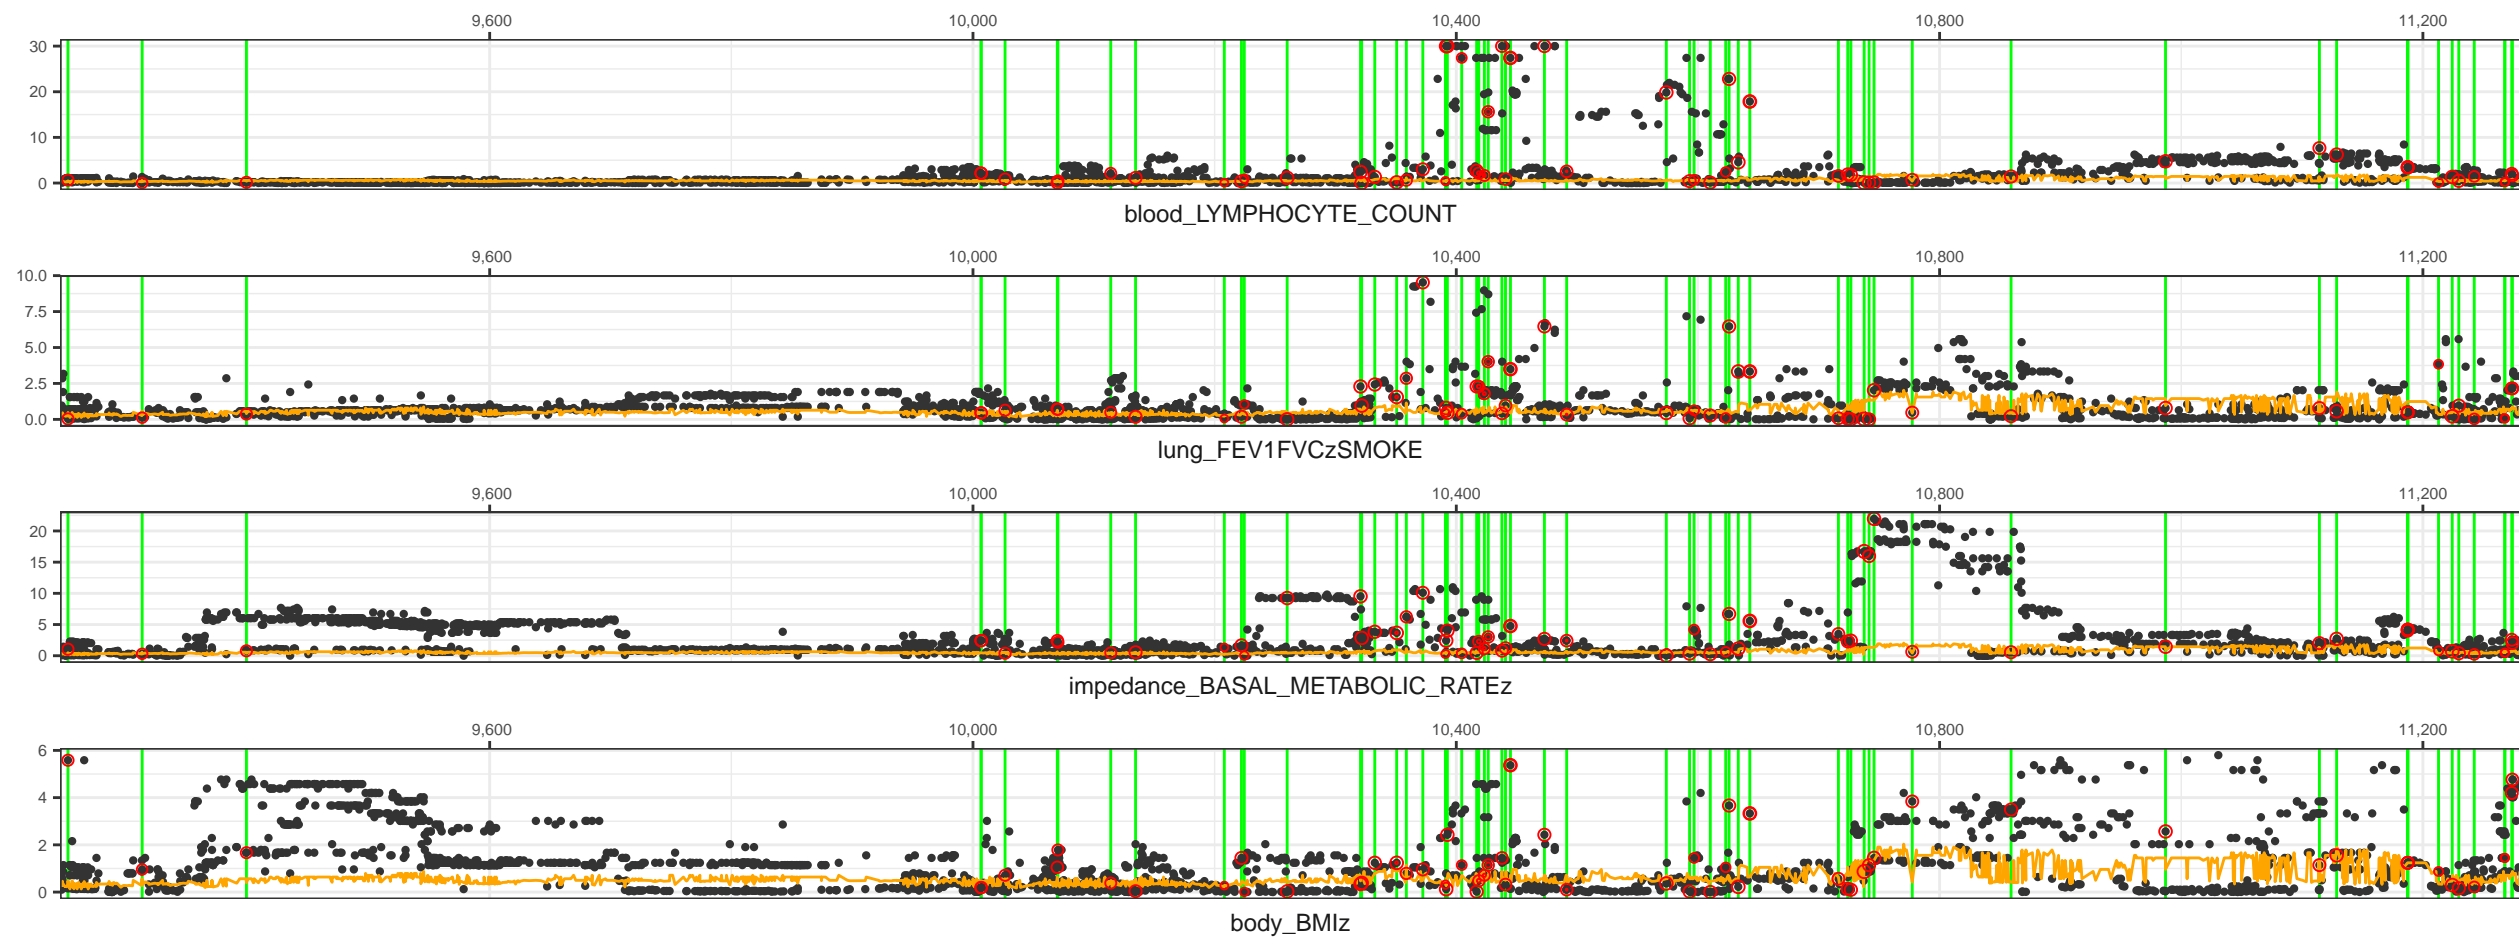 9,600 10,000 10,400 10,800 11,200
30
20
10
0
blood_LYMPHOCYTE_COUNT
9,600 10,000 10,400 10,800 11,200
10.0
7.5
5.0
2.5
0.0
lung_FEV1FVCzSMOKE
9,600 10,000 10,400 10,800 11,200
20
15
10
5
0
impedance_BASAL_METABOLIC_RATEz
9,600 10,000 10,400 10,800 11,200
6
4
2
0
body_BMIz